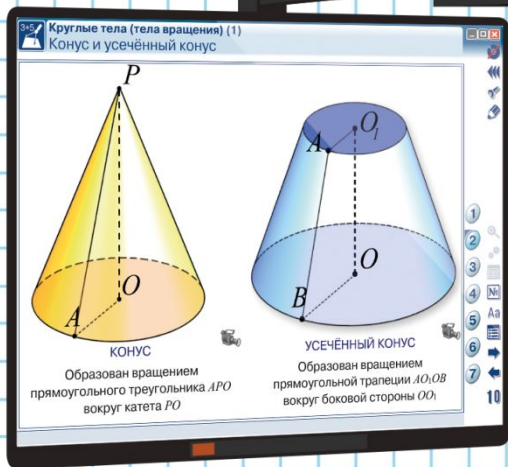 3+5
Круглые тела (тела вращения) (1)
Конус и усечённый конус
P
O
A
КОНУС
Образован вращением
прямоугольного треугольника APO
вокруг катета PO
O₁
A
O
B
УСЕЧЁННЫЙ КОНУС
Образован вращением
прямоугольной трапеции AO₁OB
вокруг боковой стороны OO₁
1
2
3
4
5
6
7
№
Aa
10